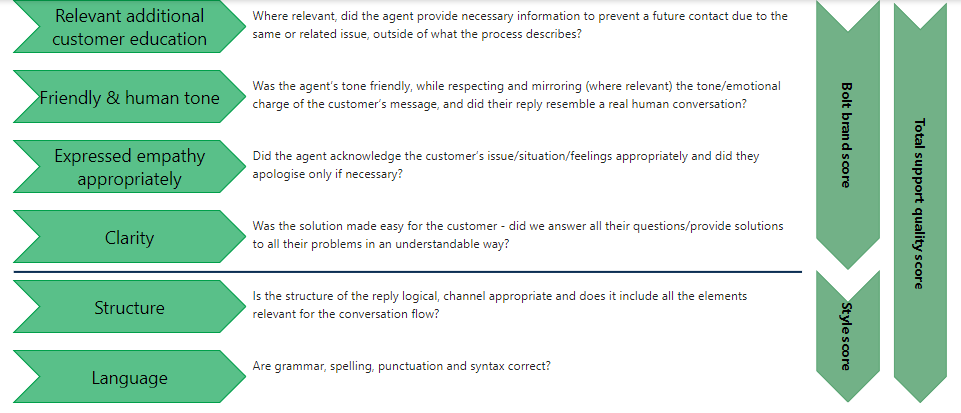 Relevant additional
customer education
Where relevant, did the agent provide necessary information to prevent a future contact due to the
same or related issue, outside of what the process describes?
Friendly & human tone
Was the agent's tone friendly, while respecting and mirroring (where relevant) the tone/emotional
charge of the customer's message, and did their reply resemble a real human conversation?
Expressed empathy
appropriately
Did the agent acknowledge the customer's issue/situation/feelings appropriately and did they
apologise only if necessary?
Clarity
Was the solution made easy for the customer - did we answer all their questions/provide solutions
to all their problems in an understandable way?
Structure
Is the structure of the reply logical, channel appropriate and does it include all the elements
relevant for the conversation flow?
Language
Are grammar, spelling, punctuation and syntax correct?
Bolt brand score
Style score
Total support quality score